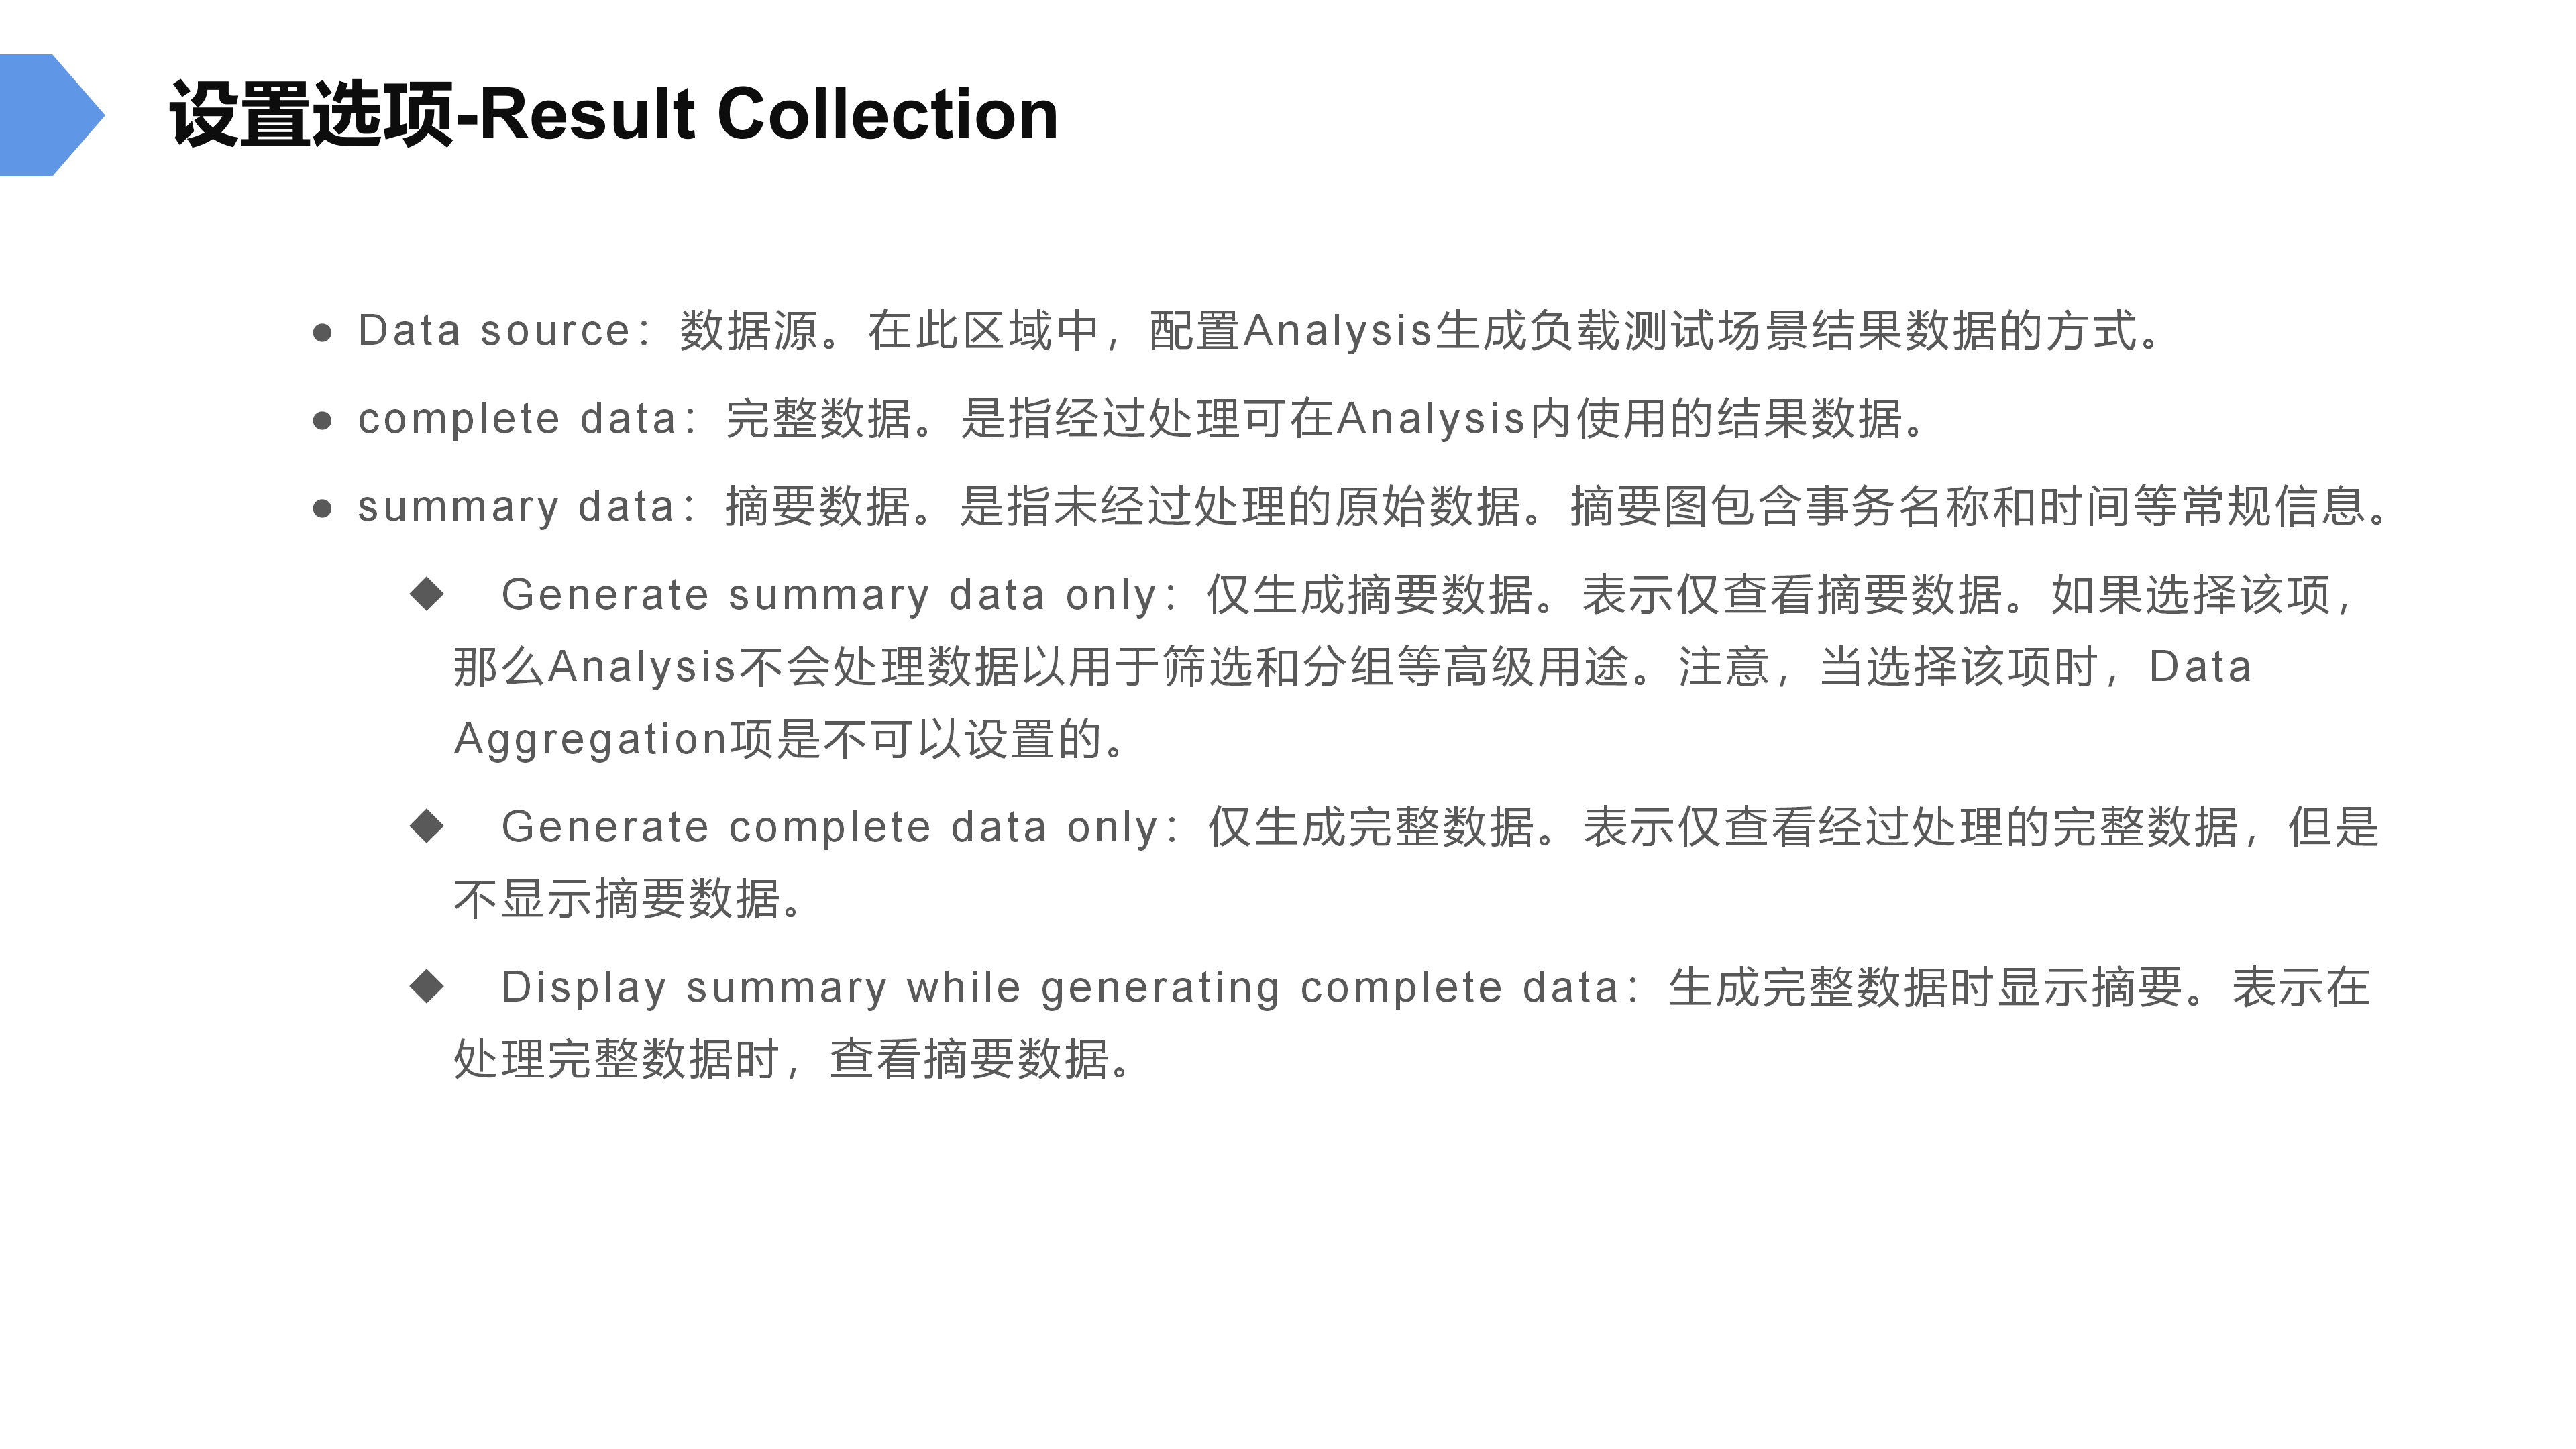 设置选项-Result Collection
● Data source：数据源。在此区域中，配置Analysis生成负载测试场景结果数据的方式。
● complete data：完整数据。是指经过处理可在Analysis内使用的结果数据。
● summary data：摘要数据。是指未经过处理的原始数据。摘要图包含事务名称和时间等常规信息。
◆ Generate summary data only：仅生成摘要数据。表示仅查看摘要数据。如果选择该项，
那么Analysis不会处理数据以用于筛选和分组等高级用途。注意，当选择该项时，Data
Aggregation项是不可以设置的。
◆ Generate complete data only：仅生成完整数据。表示仅查看经过处理的完整数据，但是
不显示摘要数据。
◆ Display summary while generating complete data：生成完整数据时显示摘要。表示在
处理完整数据时，查看摘要数据。